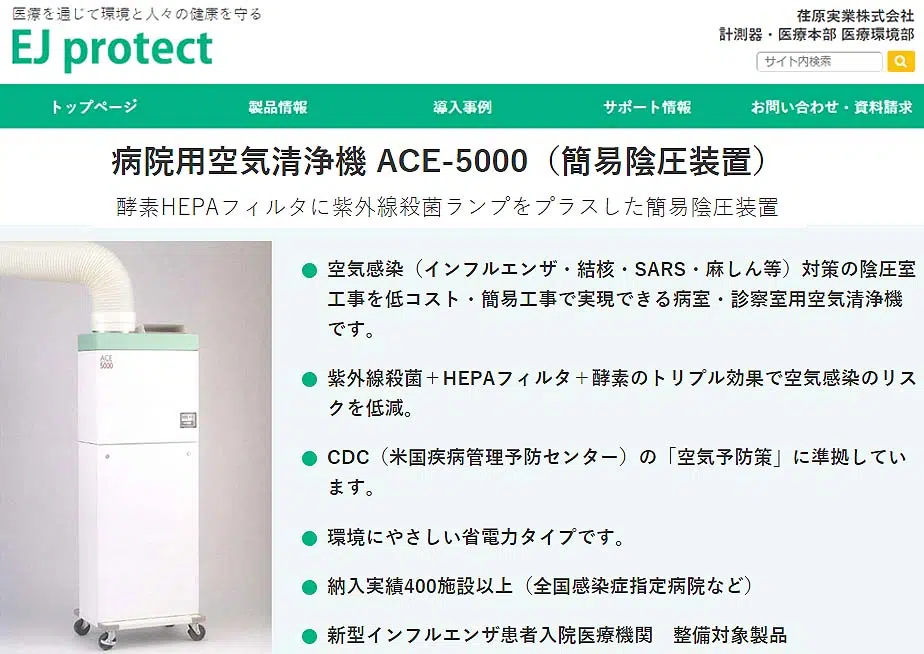 医療を通じて環境と人々の健康を守る
EJ protect
荏原実業株式会社
計測器・医療本部 医療環境部
サイト内検索
トップページ 製品情報 導入事例 サポート情報 お問い合わせ・資料請求
病院用空気清浄機 ACE-5000（簡易陰圧装置）
酵素HEPAフィルタに紫外線殺菌ランプをプラスした簡易陰圧装置
ACE
5000
● 空気感染（インフルエンザ・結核・SARS・麻しん等）対策の陰圧室
工事を低コスト・簡易工事で実現できる病室・診察室用空気清浄機
です。
● 紫外線殺菌＋HEPAフィルタ＋酵素のトリプル効果で空気感染のリス
クを低減。
● CDC（米国疾病管理予防センター）の「空気予防策」に準拠してい
ます。
● 環境にやさしい省電力タイプです。
● 納入実績400施設以上（全国感染症指定病院など）
● 新型インフルエンザ患者入院医療機関　整備対象製品